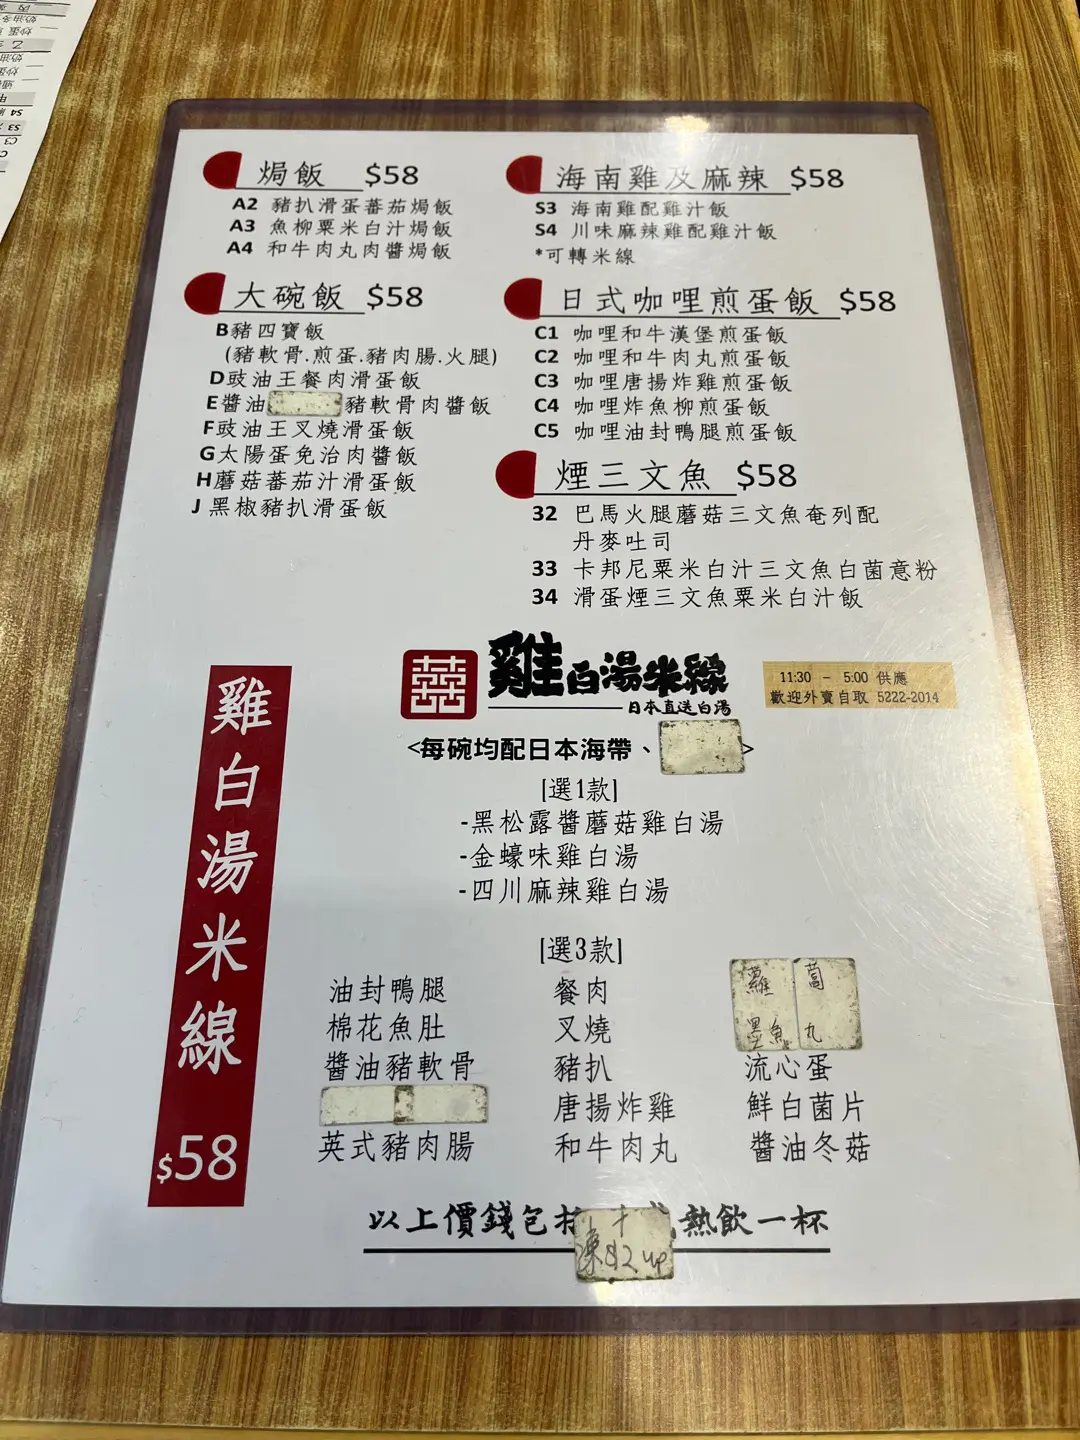 焗飯 $58
A2 豬扒滑蛋蕃茄焗飯
A3 魚柳粟米白汁焗飯
A4 和牛肉丸肉醬焗飯
大碗飯 $58
B豬四寶飯
(豬軟骨.煎蛋.豬肉腸.火腿)
D豉油王餐肉滑蛋飯
E醬油 豬軟骨肉醬飯
F豉油王叉燒滑蛋飯
G太陽蛋免治肉醬飯
H蘑菇蕃茄汁滑蛋飯
J 黑椒豬扒滑蛋飯
海南雞及麻辣 $58
S3 海南雞配雞汁飯
S4 川味麻辣雞配雞汁飯
*可轉米線
日式咖哩煎蛋飯 $58
C1 咖哩和牛漢堡煎蛋飯
C2 咖哩和牛肉丸煎蛋飯
C3 咖哩唐揚炸雞煎蛋飯
C4 咖哩炸魚柳煎蛋飯
C5 咖哩油封鴨腿煎蛋飯
煙三文魚 $58
32 巴馬火腿蘑菇三文魚奄列配
丹麥吐司
33 卡邦尼粟米白汁三文魚白菌意粉
34 滑蛋煙三文魚粟米白汁飯
雞白湯米線
$58
囍
雞白湯米線
日本直送白湯
11:30 - 5:00 供應
歡迎外賣自取 5222-2014
<每碗均配日本海帶、 >
[選1款]
-黑松露醬蘑菇雞白湯
-金蠔味雞白湯
-四川麻辣雞白湯
[選3款]
油封鴨腿
棉花魚肚
醬油豬軟骨
英式豬肉腸
餐肉
叉燒
豬扒
唐揚炸雞
和牛肉丸
蘿蔔
墨魚丸
流心蛋
鮮白菌片
醬油冬菇
以上價錢包 熱飲一杯
凍$2 up